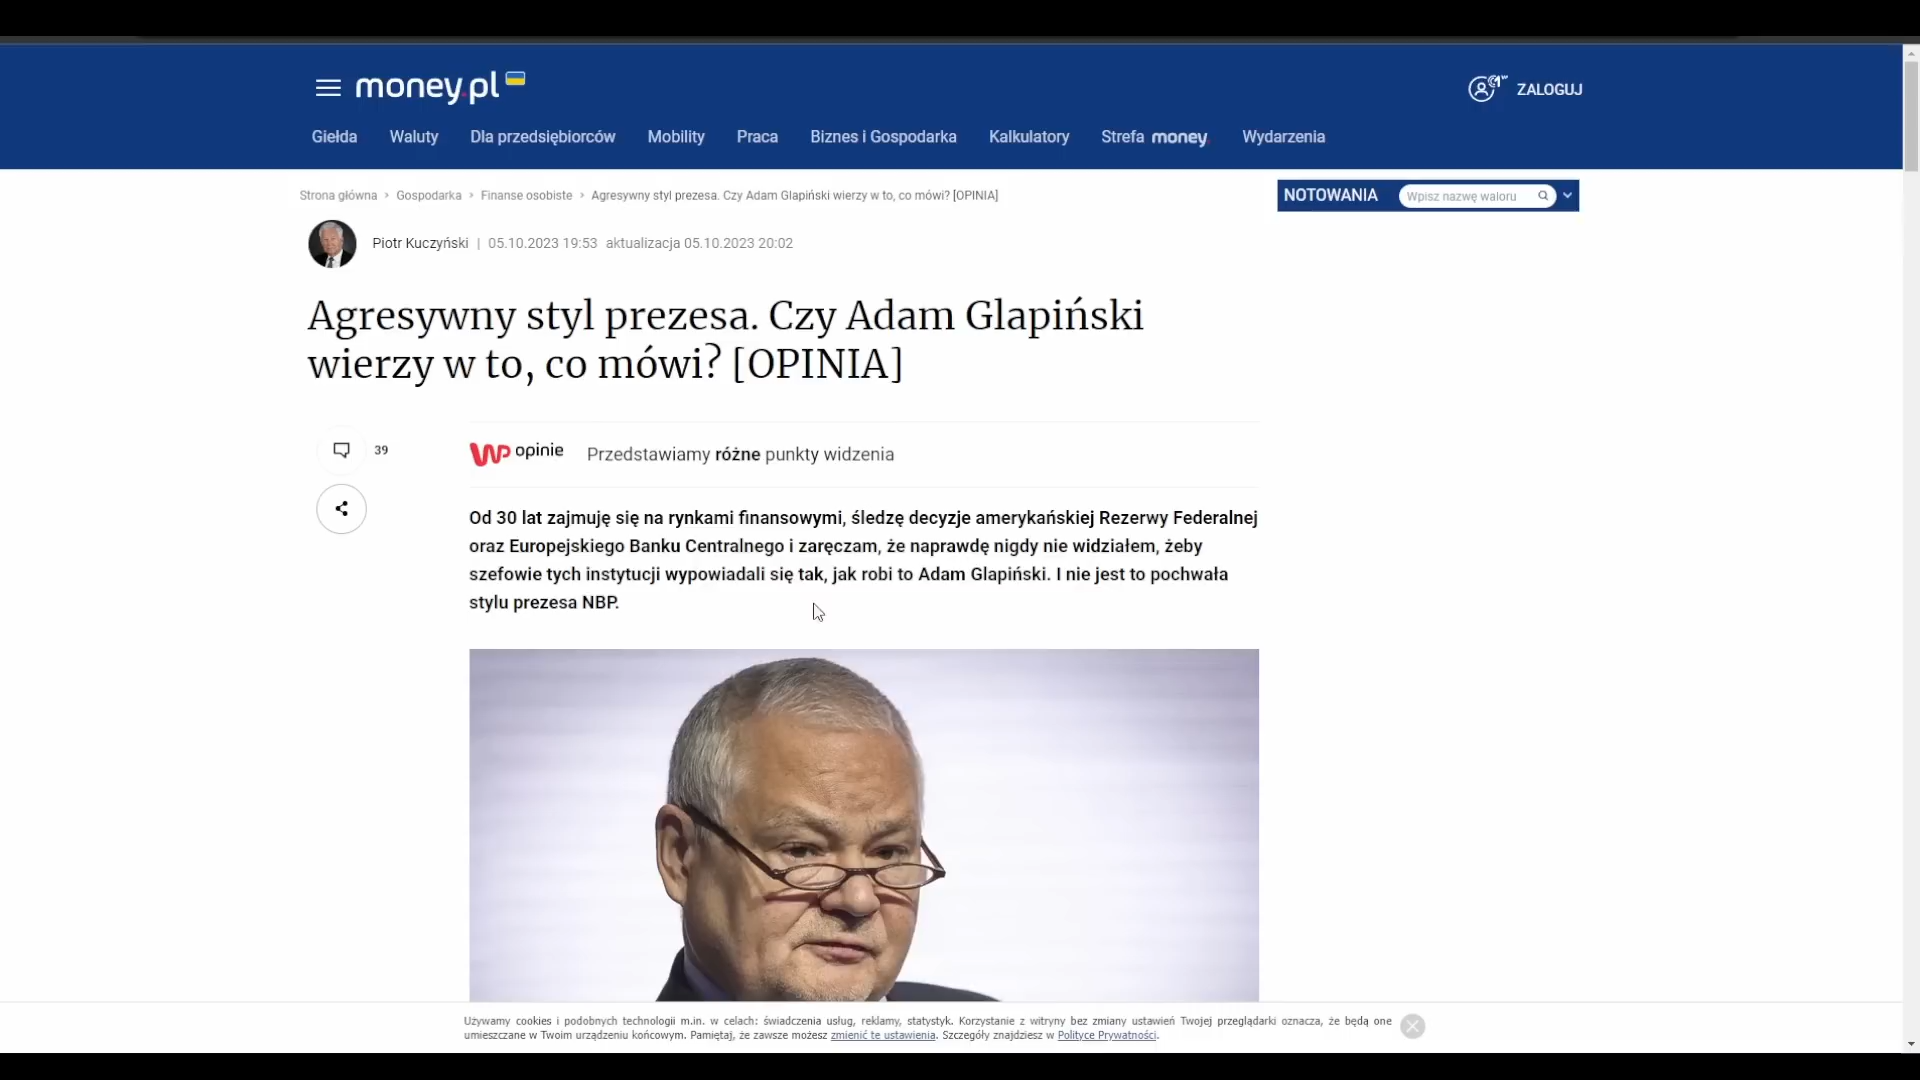 money.pl
ZALOGUJ
Giełda Waluty Dla przedsiębiorców Mobility Praca Biznes i Gospodarka Kalkulatory Strefa money. Wydarzenia
Strona główna > Gospodarka > Finanse osobiste > Agresywny styl prezesa. Czy Adam Glapiński wierzy w to, co mówi? [OPINIA]
NOTOWANIA Wpisz nazwę waloru
Piotr Kuczyński | 05.10.2023 19:53 aktualizacja 05.10.2023 20:02
Agresywny styl prezesa. Czy Adam Glapiński
wierzy w to, co mówi? [OPINIA]
39
WP opinie Przedstawiamy różne punkty widzenia
Od 30 lat zajmuję się na rynkami finansowymi, śledzę decyzje amerykańskiej Rezerwy Federalnej
oraz Europejskiego Banku Centralnego i zaręczam, że naprawdę nigdy nie widziałem, żeby
szefowie tych instytucji wypowiadali się tak, jak robi to Adam Glapiński. I nie jest to pochwała
stylu prezesa NBP.
Używamy cookies i podobnych technologii m.in. w celach: świadczenia usług, reklamy, statystyk. Korzystanie z witryny bez zmiany ustawień Twojej przeglądarki oznacza, że będą one
umieszczane w Twoim urządzeniu końcowym. Pamiętaj, że zawsze możesz zmienić te ustawienia. Szczegóły znajdziesz w Polityce Prywatności.